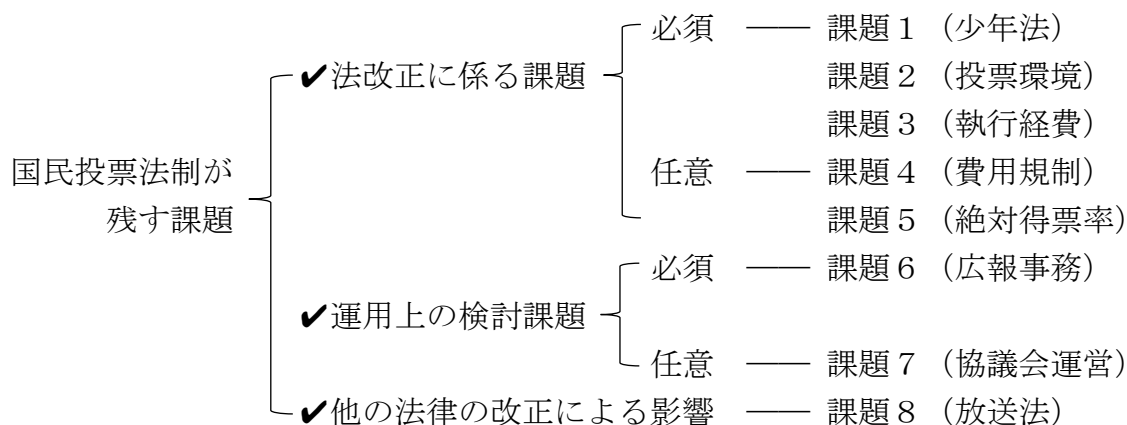 必須 ―― 課題１（少年法）
✔法改正に係る課題
課題２（投票環境）
課題３（執行経費）
国民投票法制が
残す課題
任意 ―― 課題４（費用規制）
課題５（絶対得票率）
必須 ―― 課題６（広報事務）
✔運用上の検討課題
任意 ―― 課題７（協議会運営）
✔他の法律の改正による影響 ―― 課題８（放送法）